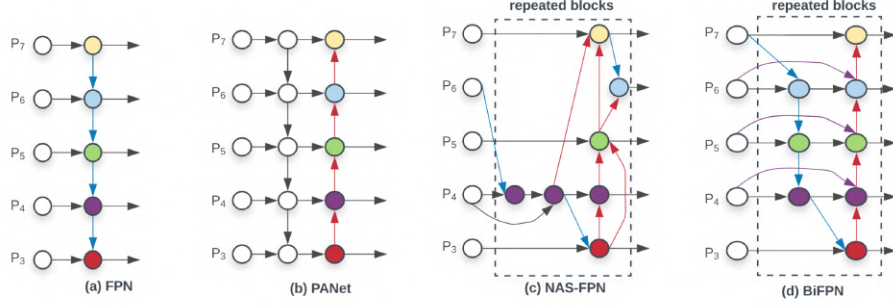 repeated blocks
repeated blocks
P7
P6
P5
P4
P3
(a) FPN
P7
P6
P5
P4
P3
(b) PANet
P7
P6
P5
P4
P3
(c) NAS-FPN
P7
P6
P5
P4
P3
(d) BiFPN